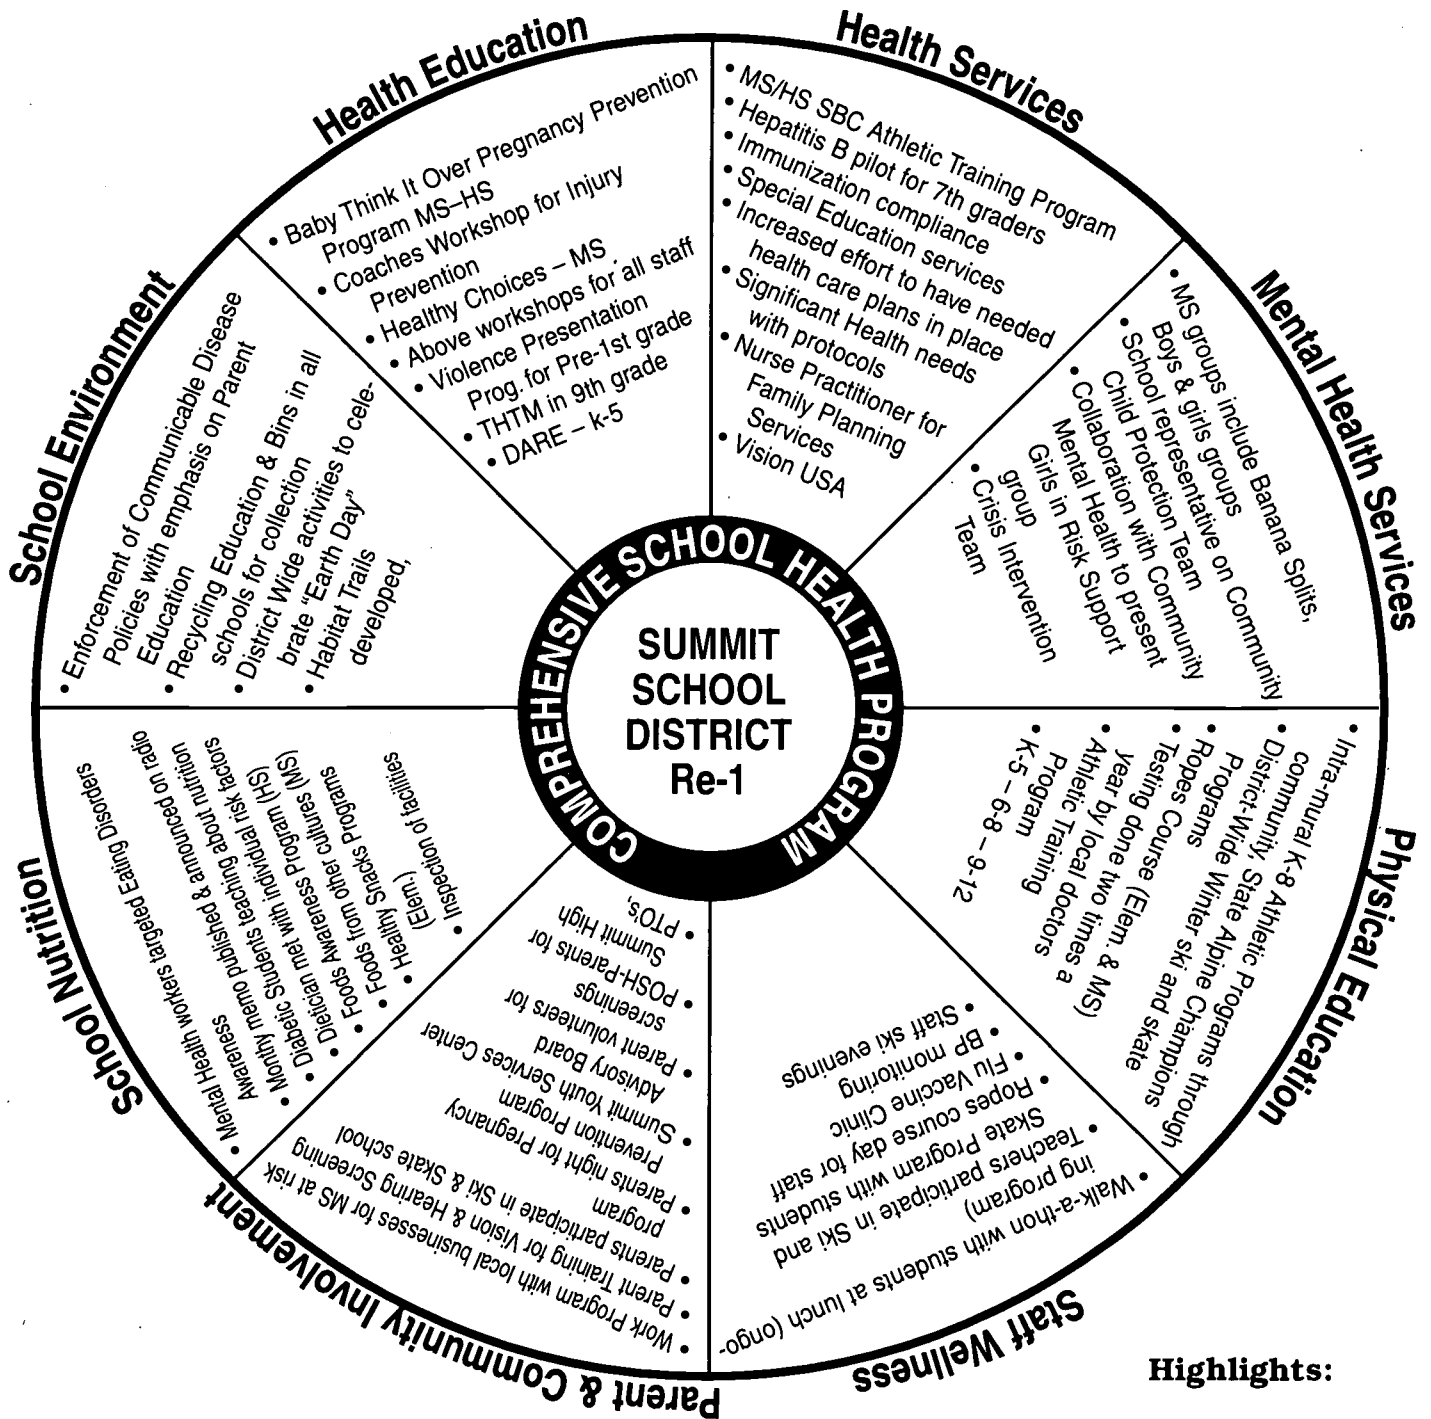 Health Education
• Baby Think It Over Pregnancy Prevention
Program MS–HS
• Coaches Workshop for Injury
Prevention
• Healthy Choices – MS
• Above workshops for all staff
• Violence Presentation
Prog. for Pre-1st grade
• THTM in 9th grade
• DARE – k-5
Health Services
• MS/HS SBC Athletic Training Program
• Hepatitis B pilot for 7th graders
• Immunization compliance
• Special Education services
• Increased effort to have needed
health care plans in place
• Significant Health needs
with protocols
• Nurse Practitioner for
Family Planning
Services
• Vision USA
Mental Health Services
• MS groups include Banana Splits,
Boys & girls groups
• School representative on Community
Child Protection Team
• Collaboration with Community
Mental Health to present
Girls in Risk Support
group
• Crisis Intervention
Team
Physical Education
• Intra-mural K-8 Athletic Programs through
community, State Alpine Champions
• District-Wide Winter ski and skate
Programs
• Ropes Course (Elem. & MS)
• Testing done two times a
year by local doctors
• Athletic Training
Program
• K-5 – 6-8 – 9-12
Staff Wellness
• Walk-a-thon with students at lunch (ongo-
ing program)
• Teachers participate in Ski and
Skate Program with students
• Ropes course day for staff
• Flu Vaccine Clinic
• BP monitoring
• Staff ski evenings
Parent & Community Involvement
• Work Program with local businesses for MS at risk
• Parent Training for Vision & Hearing Screening
• Parents participate in Ski & Skate school
program
• Parents night for Pregnancy
Prevention Program
• Summit Youth Services Center
Advisory Board
• Parent volunteers for
screenings
• POSH-Parents for
Summit High
• PTO's,
School Nutrition
• Mental Health workers targeted Eating Disorders
Awareness
• Monthy memo published & announced on radio
• Diabetic Students teaching about nutrition
• Dietician met with individual risk factors
• Foods Awareness Program (HS)
• Foods from other cultures (MS)
• Healthy Snacks Programs
(Elem.)
• Inspection of facilities
School Environment
• Enforcement of Communicable Disease
Policies with emphasis on Parent
Education
• Recycling Education & Bins in all
schools for collection
• District Wide activities to cele-
brate "Earth Day"
• Habitat Trails
developed,
COMPREHENSIVE SCHOOL HEALTH PROGRAM
SUMMIT
SCHOOL
DISTRICT
Re-1
Highlights: